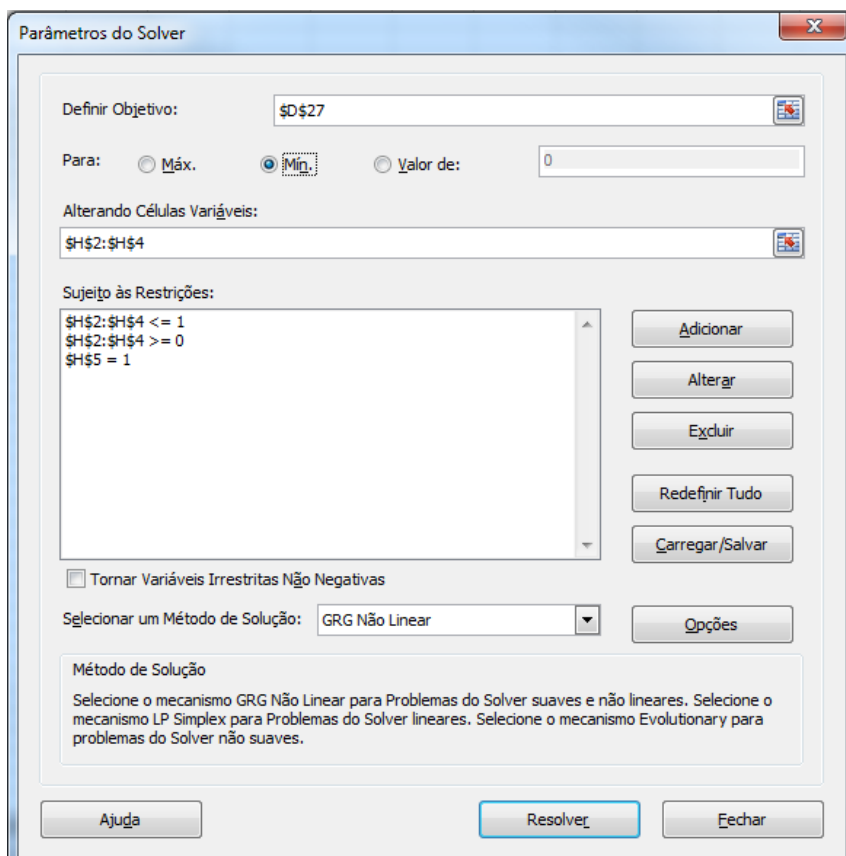 Parâmetros do Solver
Definir Objetivo: $D$27
Para: Máx. Mín. Valor de: 0
Alterando Células Variáveis:
$H$2:$H$4
Sujeito às Restrições:
$H$2:$H$4 <= 1
$H$2:$H$4 >= 0
$H$5 = 1
Adicionar
Alterar
Excluir
Redefinir Tudo
Carregar/Salvar
Tornar Variáveis Irrestritas Não Negativas
Selecionar um Método de Solução: GRG Não Linear
Opções
Método de Solução
Selecione o mecanismo GRG Não Linear para Problemas do Solver suaves e não lineares. Selecione o
mecanismo LP Simplex para Problemas do Solver lineares. Selecione o mecanismo Evolutionary para
problemas do Solver não suaves.
Ajuda Resolver Fechar